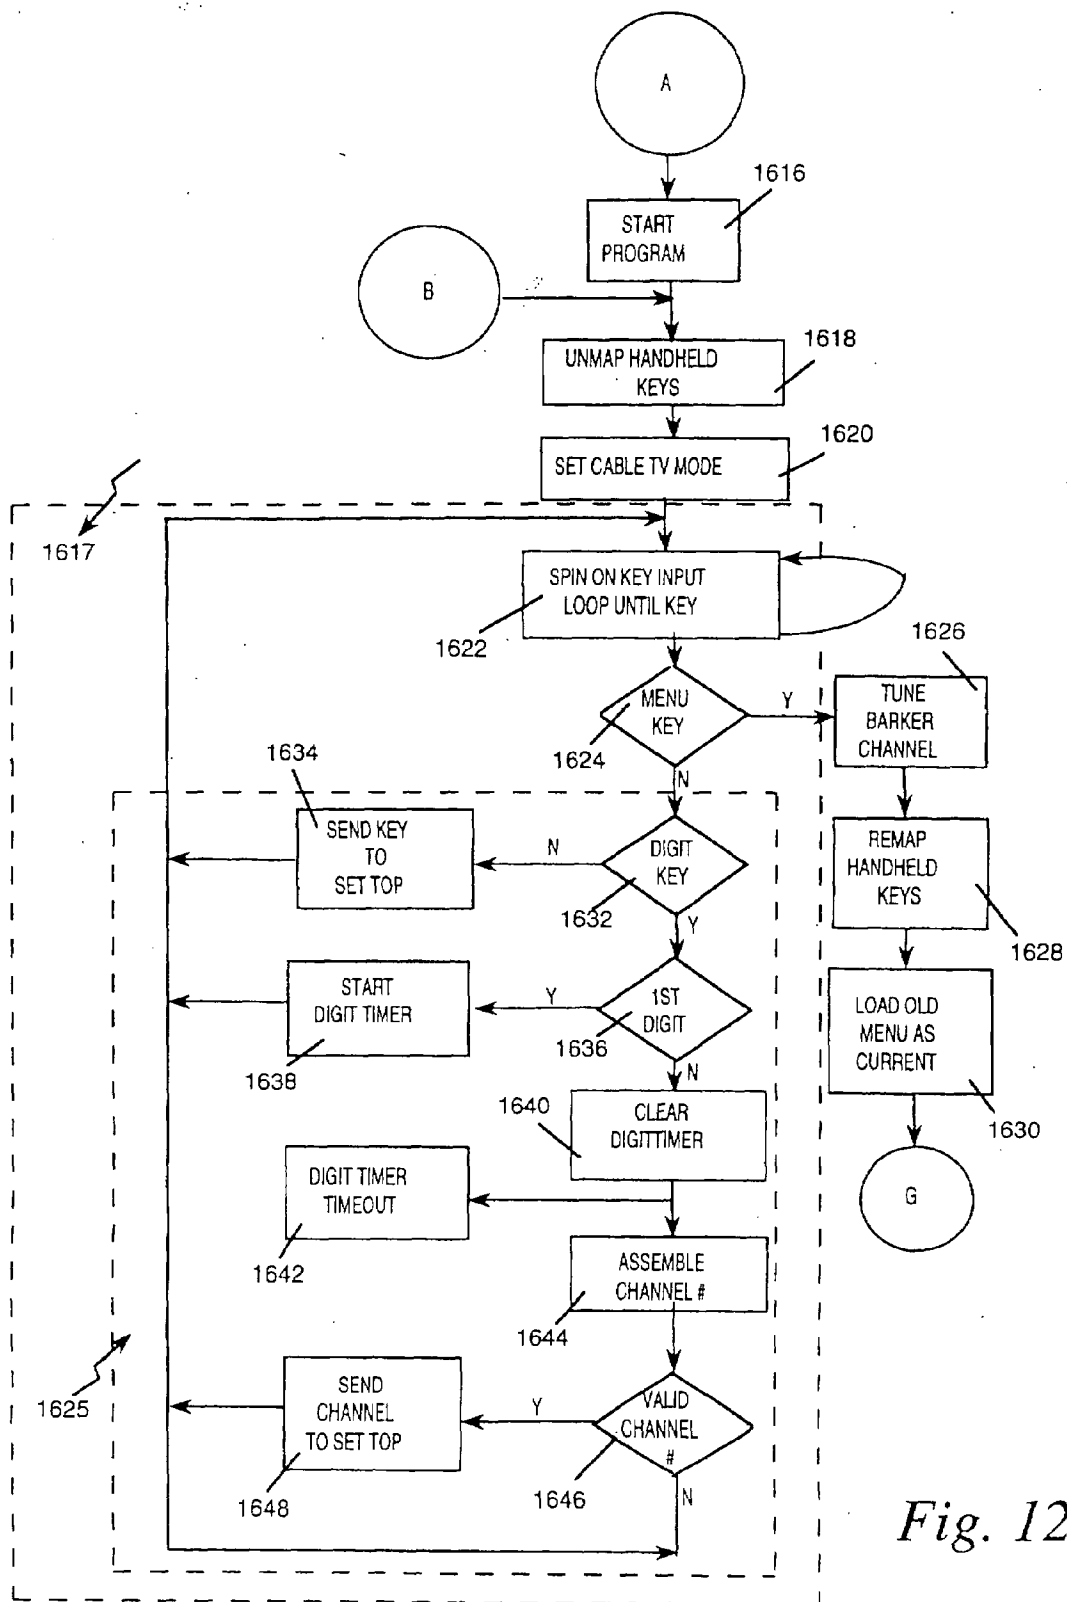 A
1616
START
PROGRAM
B
1618
UNMAP HANDHELD
KEYS
1620
SET CABLE TV MODE
1617
SPIN ON KEY INPUT
LOOP UNTIL KEY
1622
1626
TUNE
BARKER
CHANNEL
MENU
KEY
Y
1624
N
1634
SEND KEY
TO
SET TOP
N
DIGIT
KEY
1632
Y
REMAP
HANDHELD
KEYS
1628
START
DIGIT TIMER
Y
1ST
DIGIT
1636
1638
N
LOAD OLD
MENU AS
CURRENT
1630
1640
CLEAR
DIGITTIMER
DIGIT TIMER
TIMEOUT
1642
G
ASSEMBLE
CHANNEL #
1644
1625
SEND
CHANNEL
TO SET TOP
Y
VALID
CHANNEL
#
1648
1646
N
Fig. 12